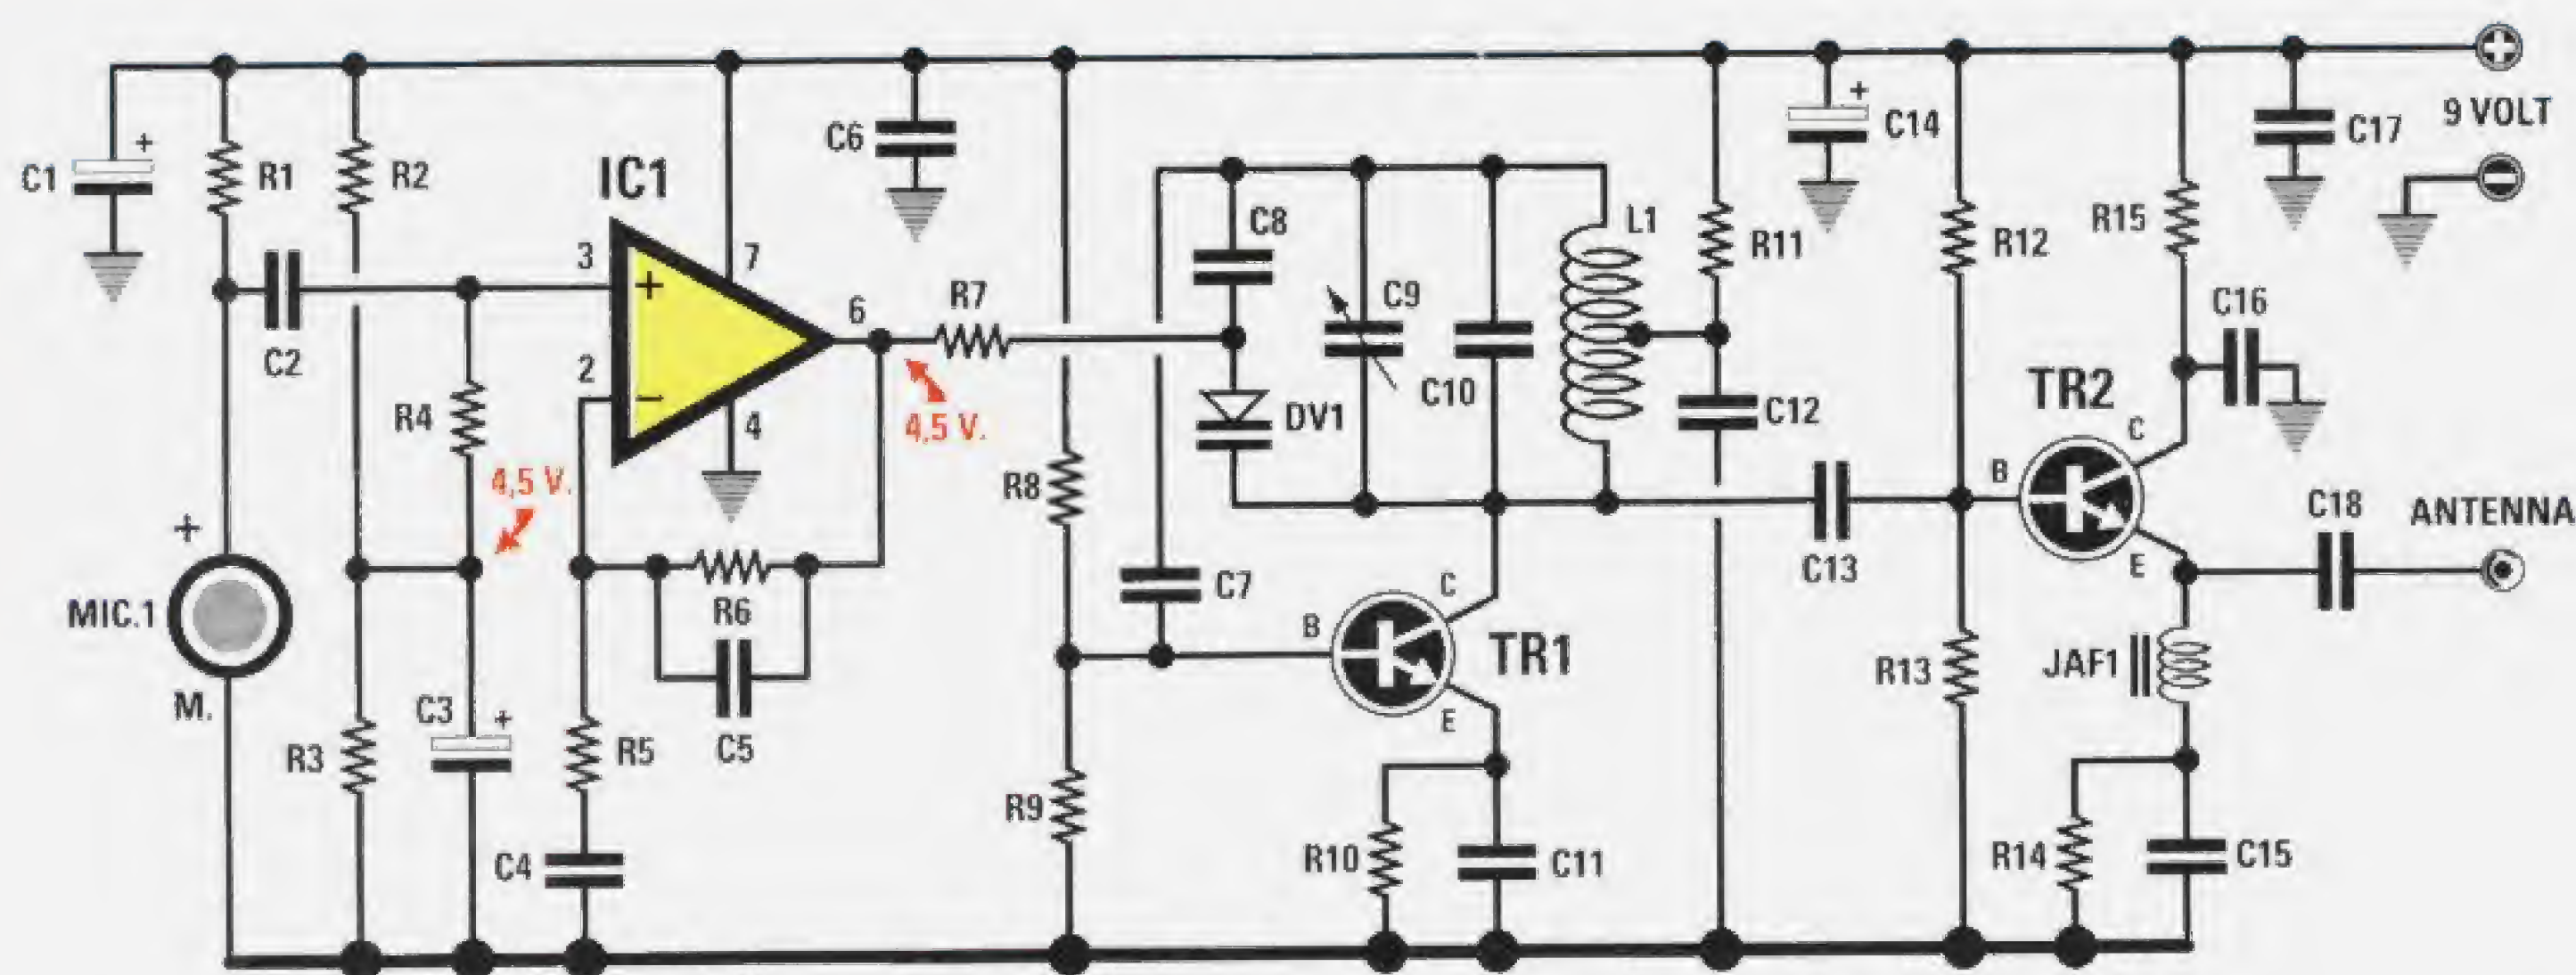 9 VOLT
C1
+
R1
R2
IC1
C6
C14
+
C17
R15
C8
L1
R11
R12
3
+
7
C2
2
−
6
R7
C9
C10
C16
TR2
C
R4
4
4,5 V.
DV1
C12
B
4,5 V.
R8
C18
ANTENNA
+
MIC.1
M.
R6
C7
C
B
TR1
C13
E
R13
JAF1
R3
C3
+
R5
C5
E
R9
C4
R10
C11
R14
C15